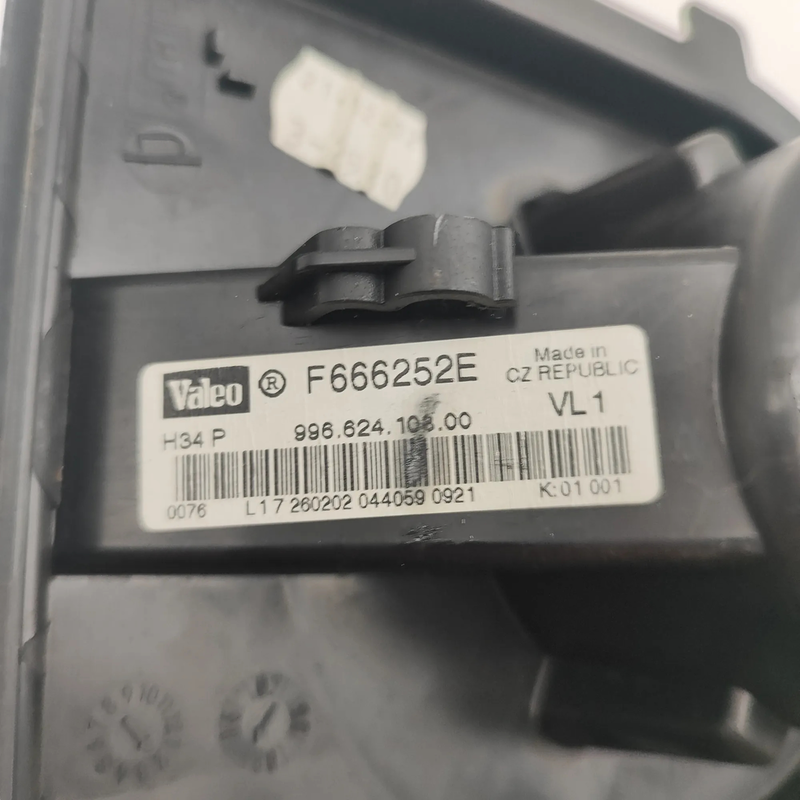 Valeo ® F666252E Made in
CZ REPUBLIC
H34 P 996.624.108.00 VL 1
0076 L1 7 260202 044059 0921 K: 01 001